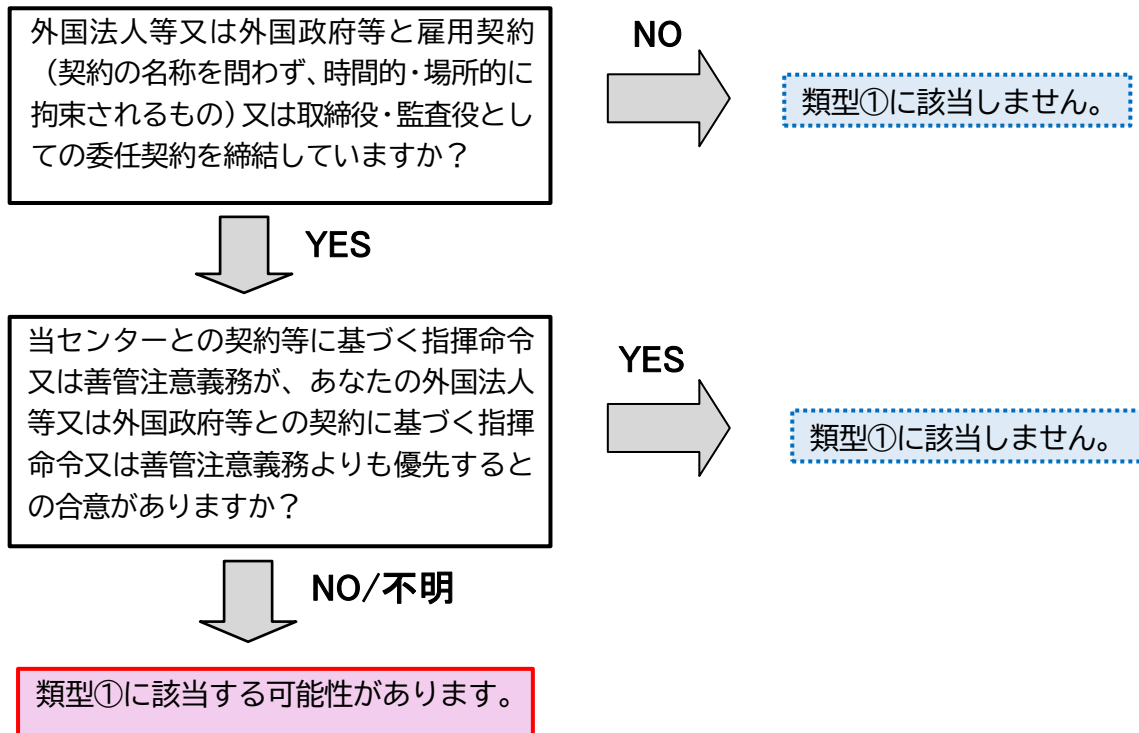 外国法人等又は外国政府等と雇用契約
（契約の名称を問わず、時間的・場所的に
拘束されるもの）又は取締役・監査役とし
ての委任契約を締結していますか？
NO
類型①に該当しません。
YES
当センターとの契約等に基づく指揮命令
又は善管注意義務が、あなたの外国法人
等又は外国政府等との契約に基づく指揮
命令又は善管注意義務よりも優先すると
の合意がありますか？
YES
類型①に該当しません。
NO/不明
類型①に該当する可能性があります。